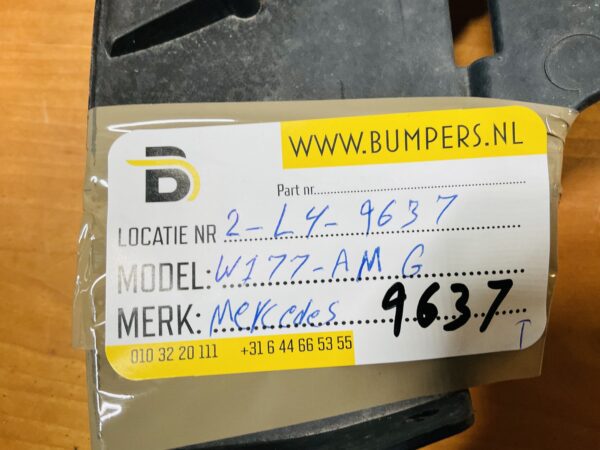 WWW.BUMPERS.NL
B
Part nr.
LOCATIE NR 2-L4-9637
MODEL: W177-AMG
MERK: Mercedes 9637
T
010 32 20 111 +31 6 44 66 53 55